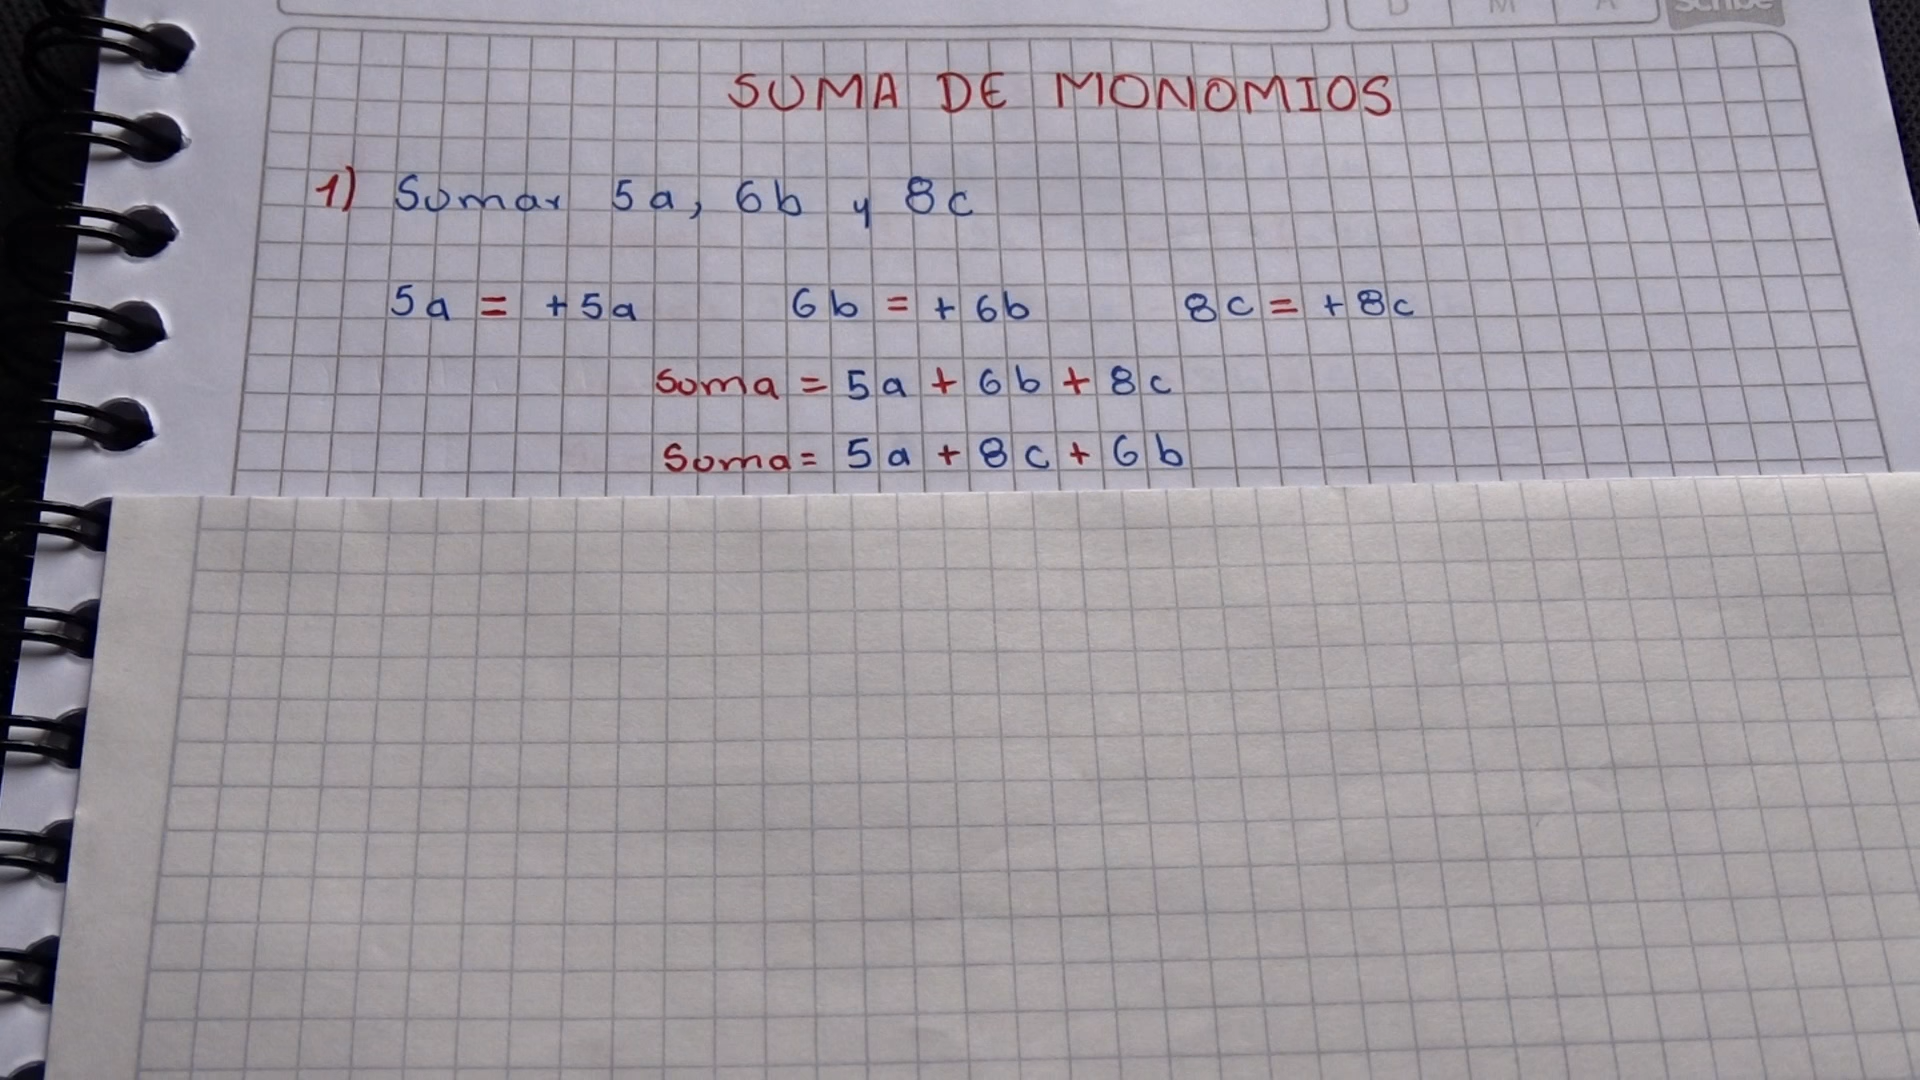 D M A Scribe
SUMA DE MONOMIOS
1) Sumar 5a, 6b y 8c
5a = +5a 6b = +6b 8c = +8c
Suma = 5a + 6b + 8c
Suma = 5a + 8c + 6b